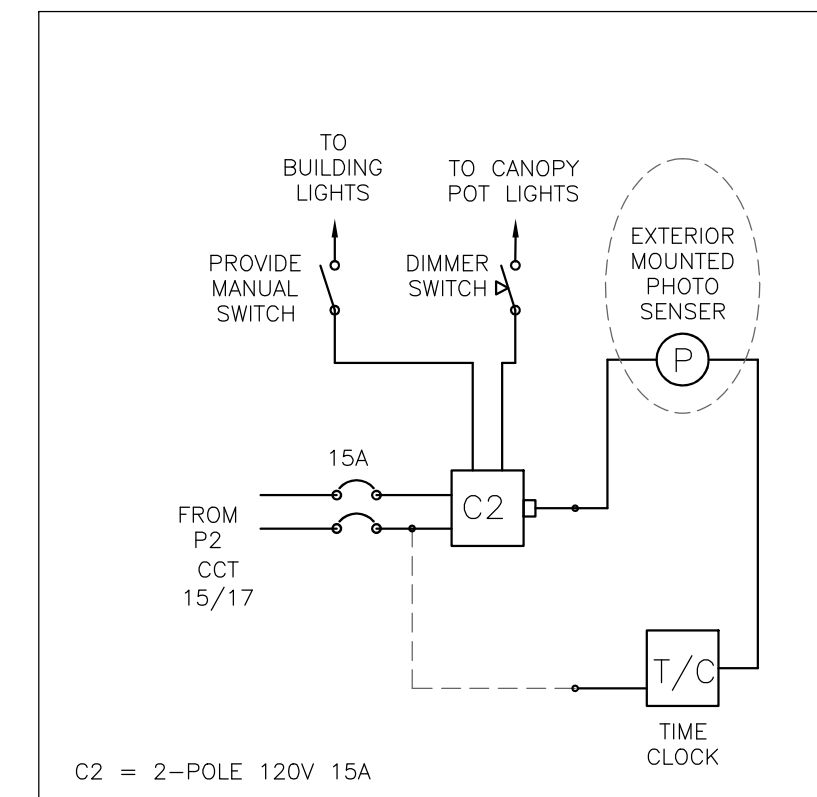 TO
BUILDING
LIGHTS
TO CANOPY
POT LIGHTS
PROVIDE
MANUAL
SWITCH
DIMMER
SWITCH
EXTERIOR
MOUNTED
PHOTO
SENSER
P
15A
C2
FROM
P2
CCT
15/17
T/C
TIME
CLOCK
C2 = 2-POLE 120V 15A